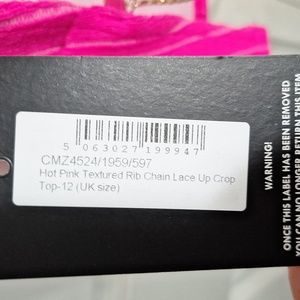 5 063027 199947
CMZ4524/1959/597
Hot Pink Textured Rib Chain Lace Up Crop
Top-12 (UK size)
WARNING!
ONCE THIS LABEL HAS BEEN REMOVED
YOU CAN NO LONGER RETURN THIS ITEM